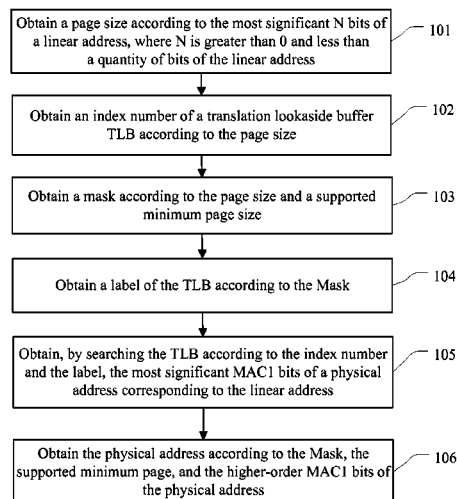 Obtain a page size according to the most significant N bits of
a linear address, where N is greater than 0 and less than
a quantity of bits of the linear address
101
Obtain an index number of a translation lookaside buffer
TLB according to the page size
102
Obtain a mask according to the page size and a supported
minimum page size
103
Obtain a label of the TLB according to the Mask
104
Obtain, by searching the TLB according to the index number
and the label, the most significant MAC1 bits of a physical
address corresponding to the linear address
105
Obtain the physical address according to the Mask, the
supported minimum page, and the higher-order MAC1 bits of
the physical address
106